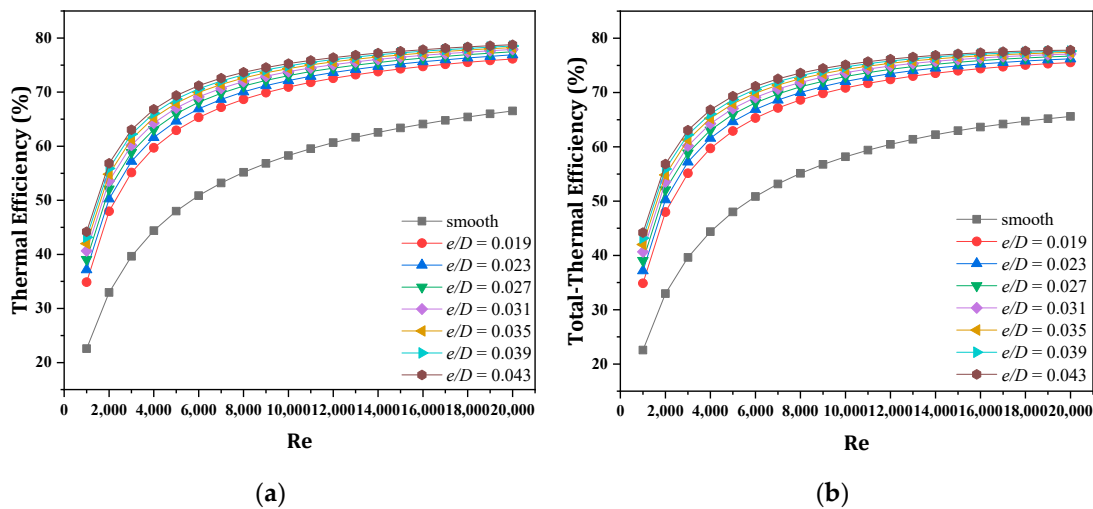 Thermal Efficiency (%)
80
70
60
50
40
30
20
0
2,000
4,000
6,000
8,000
10,000
12,000
14,000
16,000
18,000
20,000
Re
smooth
e/D = 0.019
e/D = 0.023
e/D = 0.027
e/D = 0.031
e/D = 0.035
e/D = 0.039
e/D = 0.043
(a)
Total-Thermal Efficiency (%)
80
70
60
50
40
30
20
0
2,000
4,000
6,000
8,000
10,000
12,000
14,000
16,000
18,000
20,000
Re
smooth
e/D = 0.019
e/D = 0.023
e/D = 0.027
e/D = 0.031
e/D = 0.035
e/D = 0.039
e/D = 0.043
(b)